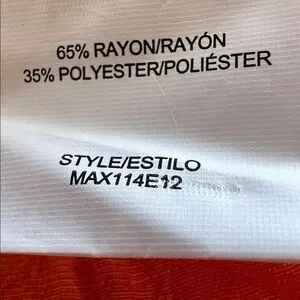 65% RAYON/RAYÓN
35% POLYESTER/POLIÉSTER
STYLE/ESTILO
MAX114E12